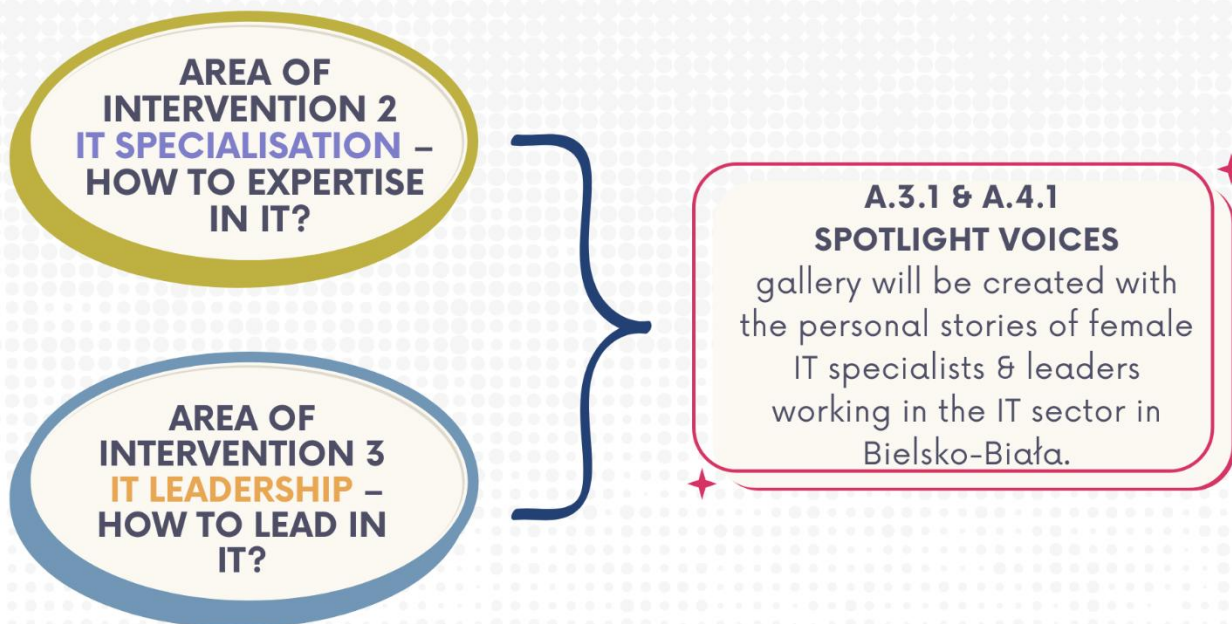 AREA OF
INTERVENTION 2
IT SPECIALISATION –
HOW TO EXPERTISE
IN IT?
AREA OF
INTERVENTION 3
IT LEADERSHIP –
HOW TO LEAD IN
IT?
A.3.1 & A.4.1
SPOTLIGHT VOICES
gallery will be created with
the personal stories of female
IT specialists & leaders
working in the IT sector in
Bielsko-Biała.